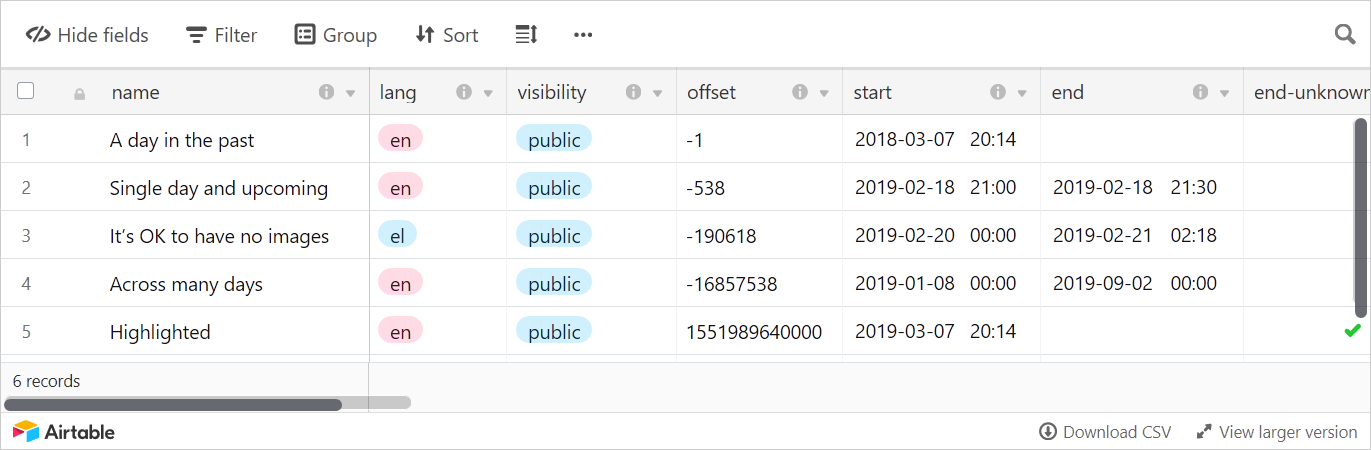 Hide fields Filter Group Sort
name lang visibility offset start end end-unknown
1 A day in the past en public -1 2018-03-07 20:14
2 Single day and upcoming en public -538 2019-02-18 21:00 2019-02-18 21:30
3 It’s OK to have no images el public -190618 2019-02-20 00:00 2019-02-21 02:18
4 Across many days en public -16857538 2019-01-08 00:00 2019-09-02 00:00
5 Highlighted en public 1551989640000 2019-03-07 20:14
6 records
Airtable Download CSV View larger version